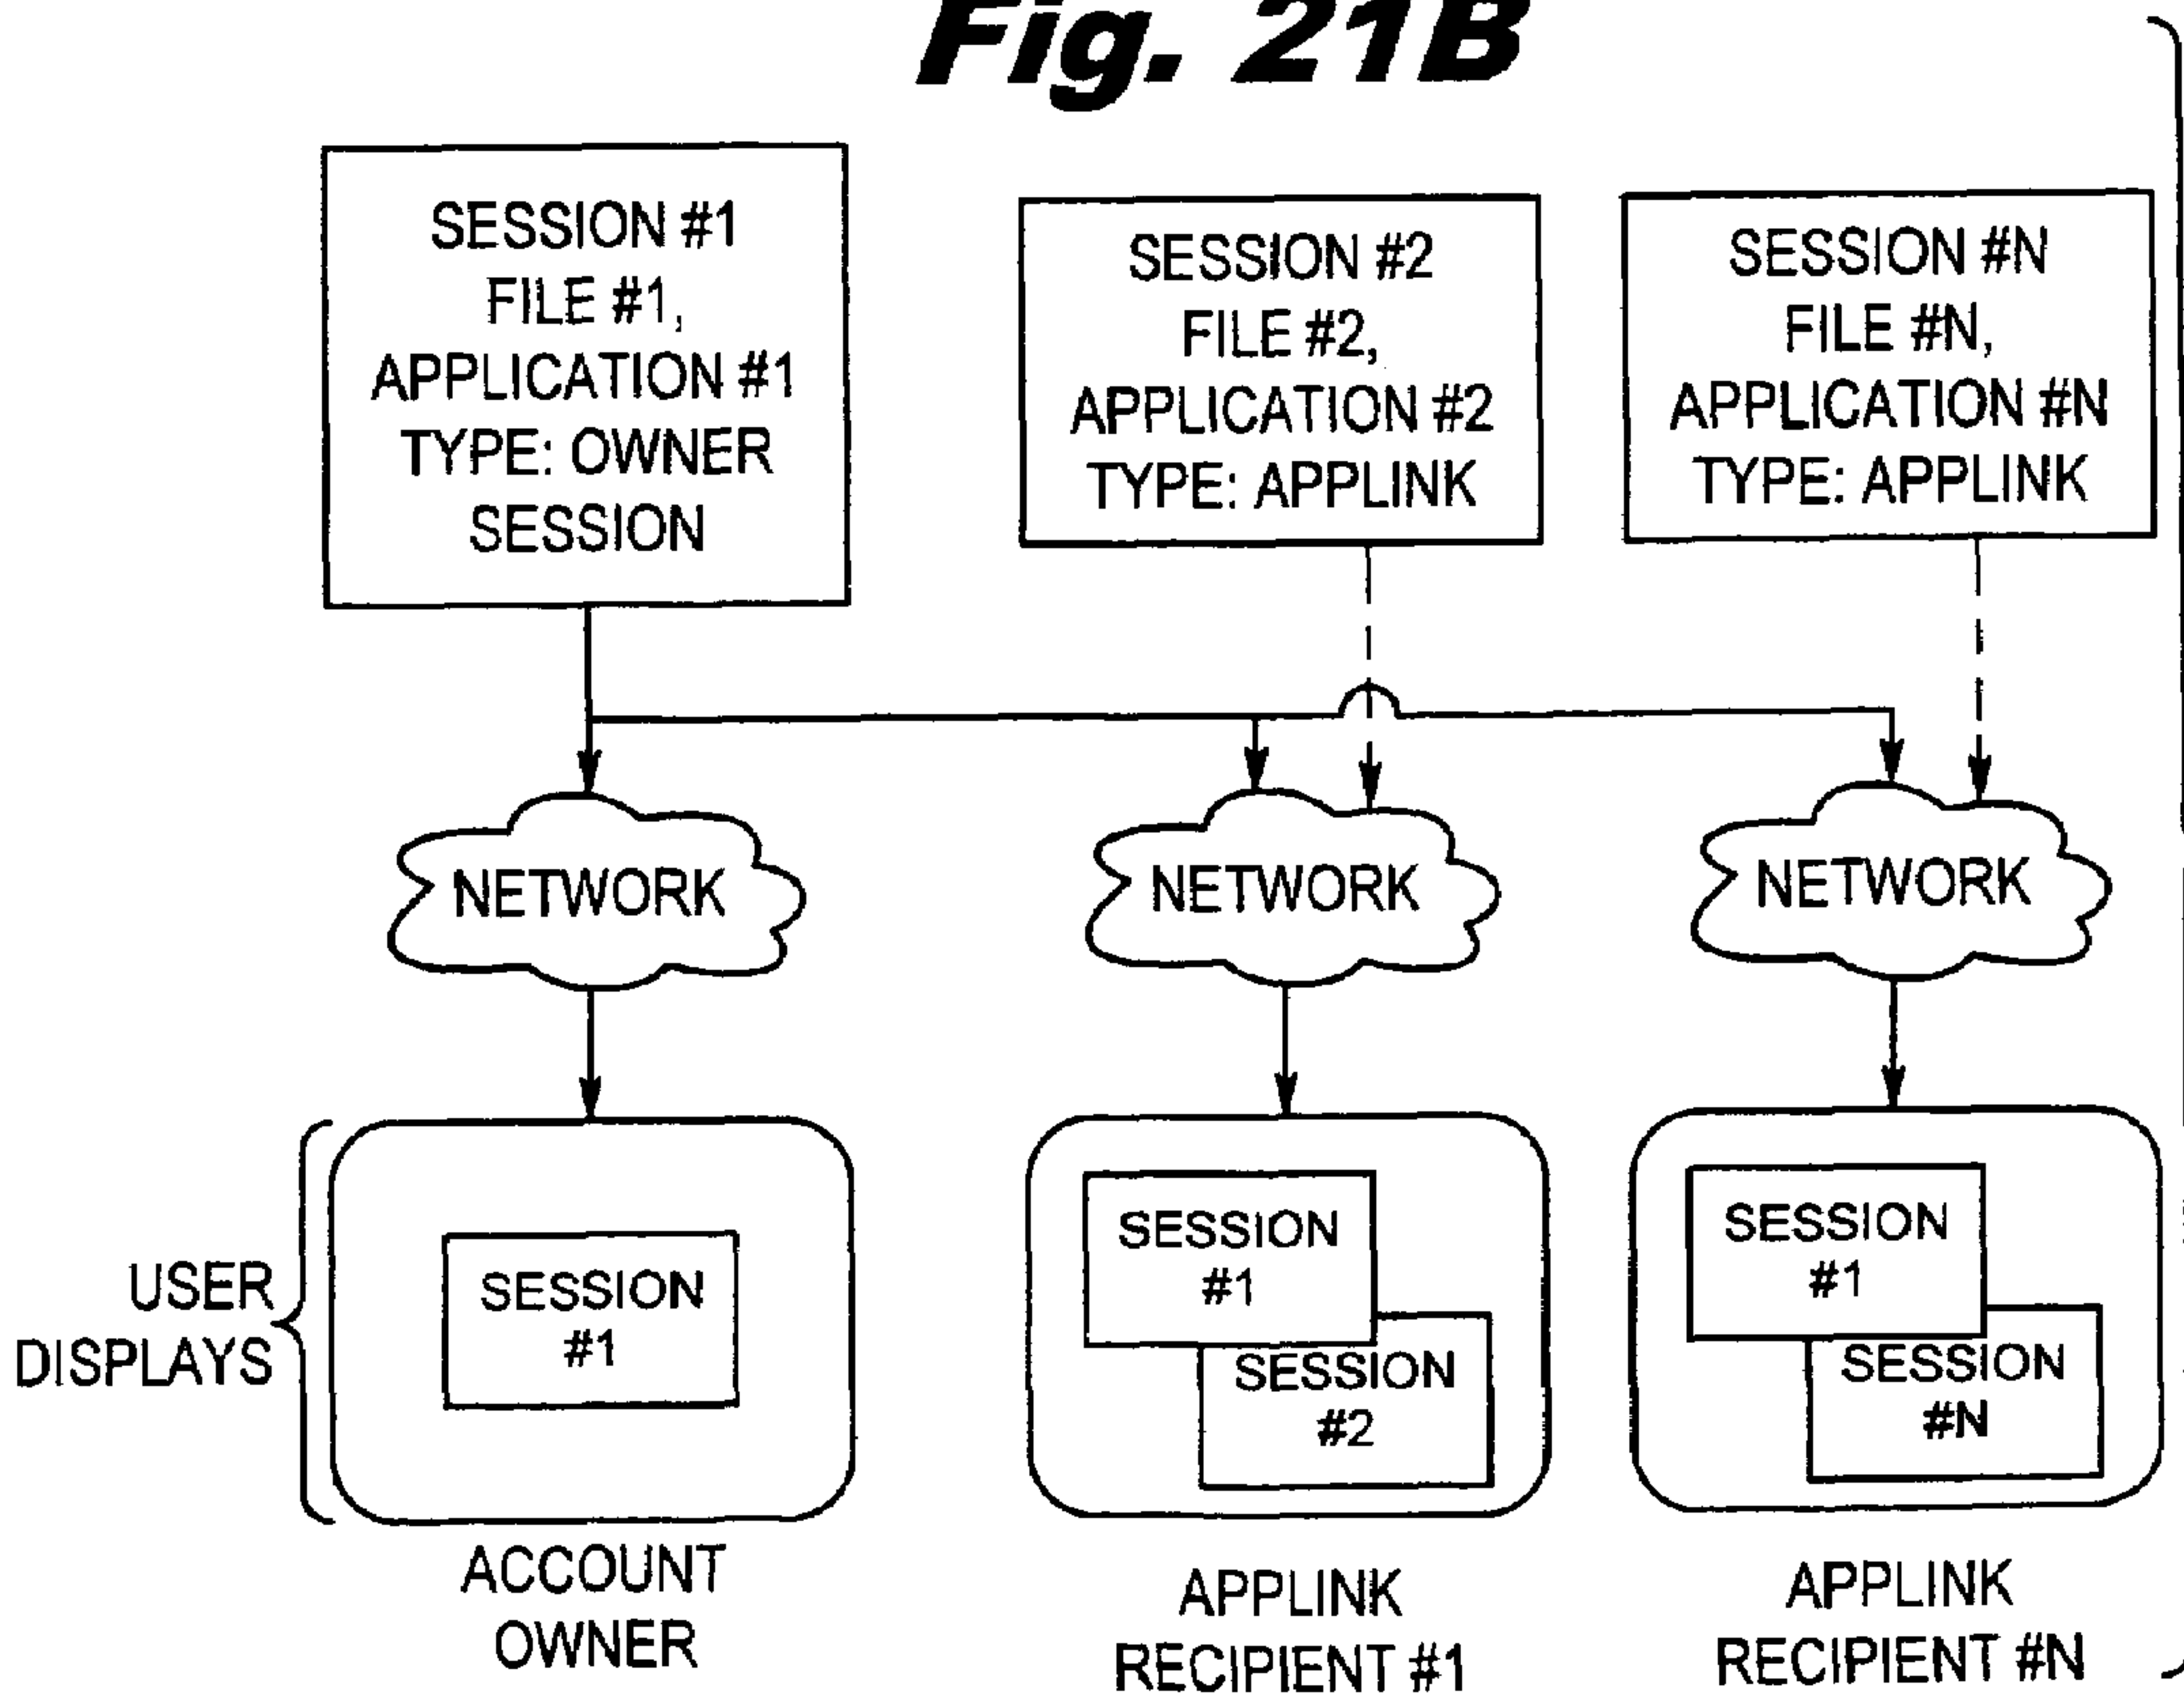 Fig. 21B
SESSION #1
FILE #1,
APPLICATION #1
TYPE: OWNER
SESSION
SESSION #2
FILE #2,
APPLICATION #2
TYPE: APPLINK
SESSION #N
FILE #N,
APPLICATION #N
TYPE: APPLINK
NETWORK
NETWORK
NETWORK
USER
DISPLAYS
SESSION
#1
SESSION
#1
SESSION
#2
SESSION
#1
SESSION
#N
ACCOUNT
OWNER
APPLINK
RECIPIENT #1
APPLINK
RECIPIENT #N